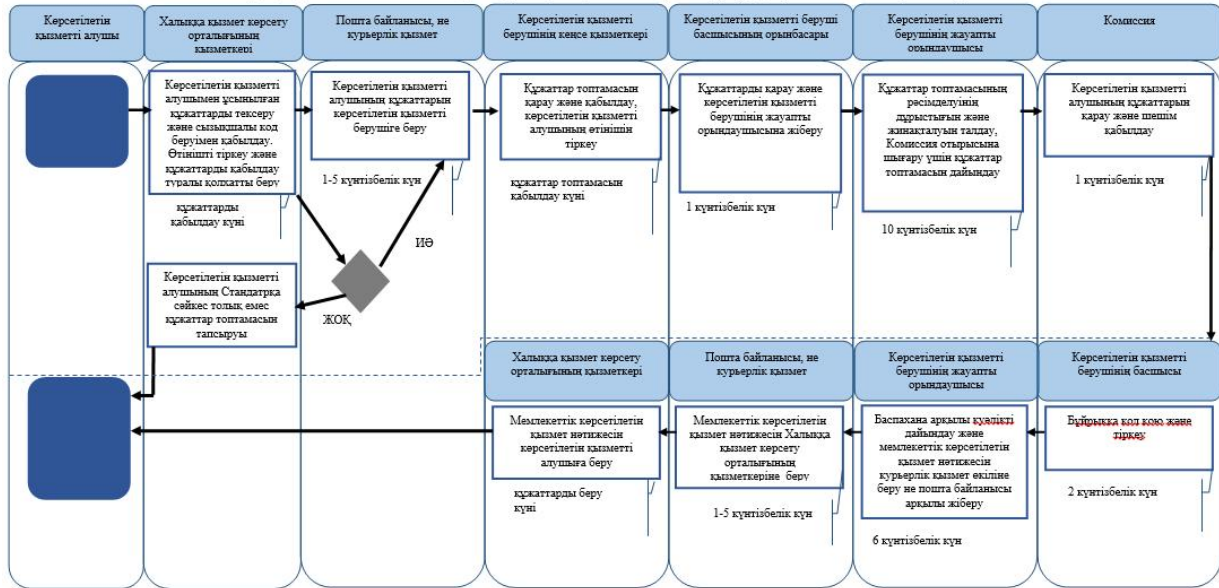 Көрсетілетін
қызметті алушы
Халыққа қызмет көрсету
орталығының
қызметкері
Пошта байланысы, не
курьерлік қызмет
Көрсетілетін қызметті
берушінің кеңсе қызметкері
Көрсетілетін қызметті беруші
басшысының орынбасары
Көрсетілетін қызметті
берушінің жауапты
орындаушысы
Комиссия
Көрсетілетін қызметті
алушымен ұсынылған
құжаттарды тексеру
және сызықшалы код
беруімен қабылдау.
Өтінішті тіркеу және
құжаттарды қабылдау
туралы қолхатты беру
құжаттарды
қабылдау күні
Көрсетілетін қызметті
алушының құжаттарын
көрсетілетін қызметті
берушіге беру
1-5 күнтізбелік күн
Құжаттар топтамасын
қарау және қабылдау,
көрсетілетін қызметті
алушының өтінішін
тіркеу
құжаттар топтамасын
қабылдау күні
Құжаттарды қарау және
көрсетілетін қызметті
берушінің жауапты
орындаушысына жіберу
1 күнтізбелік күн
Құжаттар топтамасының
рәсімделуінің
дұрыстығын және
жинақталуын талдау,
Комиссия отырысына
шығару үшін құжаттар
топтамасын дайындау
10 күнтізбелік күн
Көрсетілетін қызметті
алушының құжаттарын
қарау және шешім
қабылдау
1 күнтізбелік күн
ИӘ
ЖОҚ
Көрсетілетін қызметті
алушының Стандатрқа
сәйкес толық емес
құжаттар топтамасын
тапсыруы
Халыққа қызмет көрсету
орталығының қызметкері
Пошта байланысы, не
курьерлік қызмет
Көрсетілетін қызметті
берушінің жауапты
орындаушысы
Көрсетілетін қызметті
берушінің басшысы
Мемлекеттік көрсетілетін
қызмет нәтижесін
көрсетілетін қызметті
алушыға беру
құжаттарды беру
күні
Мемлекеттік көрсетілетін
қызмет нәтижесін Халыққа
қызмет көрсету
орталығының
қызметкеріне беру
1-5 күнтізбелік күн
Баспахана арқылы куәлікті
дайындау және
мемлекеттік көрсетілетін
қызмет нәтижесін
курьерлік қызмет өкіліне
беру не пошта байланысы
арқылы жіберу
6 күнтізбелік күн
Бұйрыққа қол қою және
тіркеу
2 күнтізбелік күн